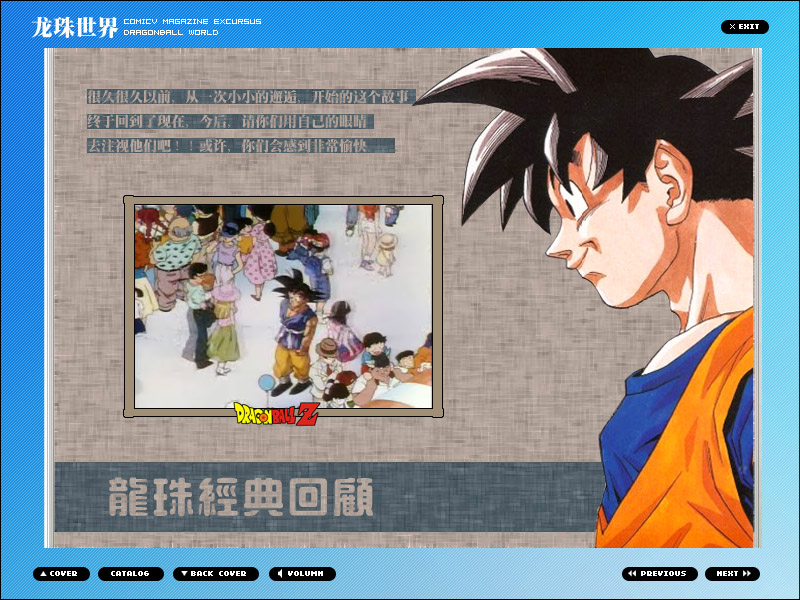 龙珠世界
COMICV MAGAZINE EXCURSUS
DRAGONBALL WORLD
EXIT
很久很久以前，从一次小小的邂逅，开始的这个故事
终于回到了现在，今后，请你们用自己的眼睛
去注视他们吧！！或许，你们会感到非常愉快……
DRAGON BALL Z
龍珠經典回顧
COVER
CATALOG
BACK COVER
VOLUMN
PREVIOUS
NEXT